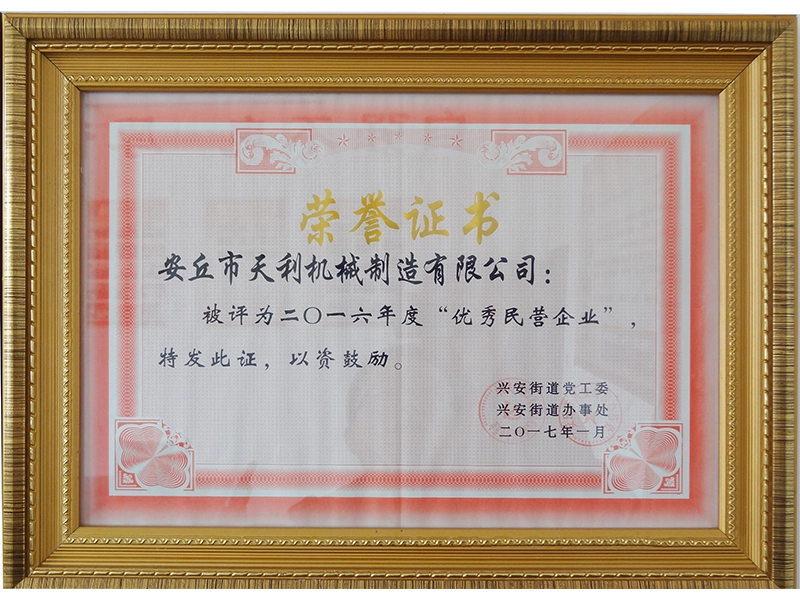 荣誉证书
安丘市天利机械制造有限公司：
被评为二〇一六年度“优秀民营企业”，
特发此证，以资鼓励。
兴安街道党工委
兴安街道办事处
二〇一七年一月